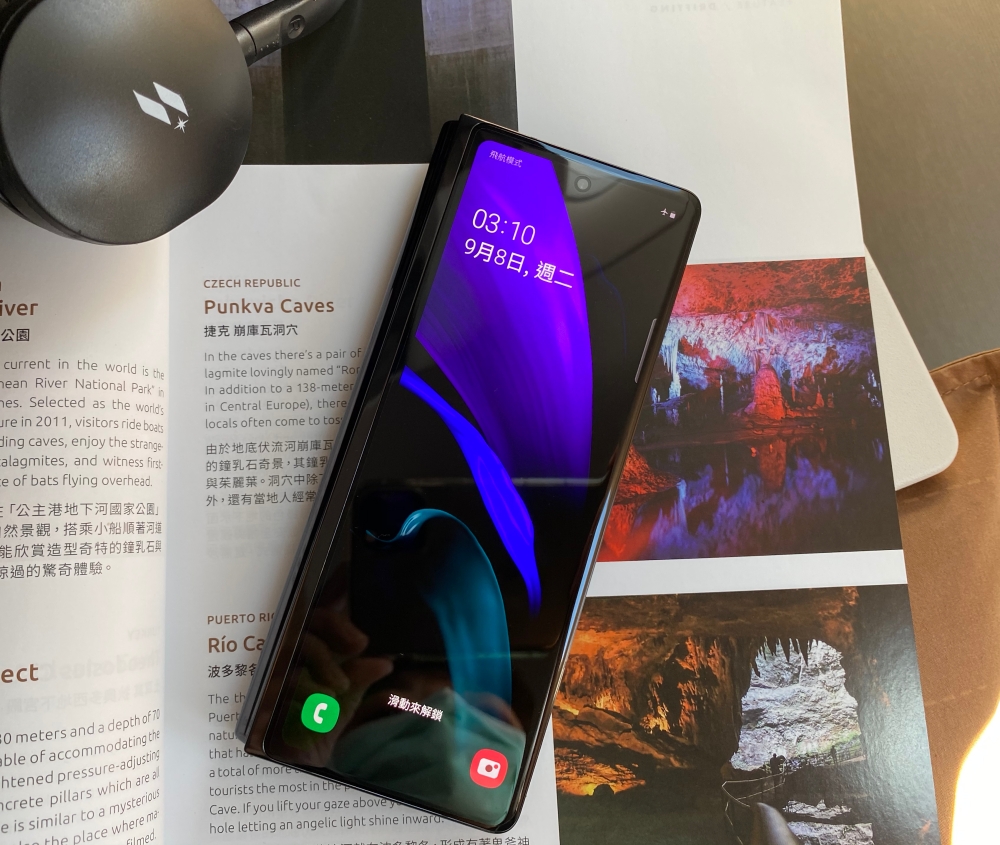 iver
公園
current in the world is the
nean River National Park" in
nes. Selected as the world's
ure in 2011, visitors ride boats
ding caves, enjoy the strange-
talagmites, and witness first-
ce of bats flying overhead.
「公主港地下河國家公園」
然景觀，搭乘小船順著河道
能欣賞造型奇特的鐘乳石與
掠過的驚奇體驗。
ect
30 meters and a depth of 70
able of accommodating the
htened pressure-adjusting
ncrete pillars which are all
e is similar to a mysterious
so the place where ma-
filmed.
CZECH REPUBLIC
Punkva Caves
捷克 崩庫瓦洞穴
In the caves there's a pair of
lagmite lovingly named "Ro
In addition to a 138-meter
in Central Europe), there
locals often come to tos
由於地底伏流河崩庫瓦
的鐘乳石奇景，其鐘乳
與茱麗葉。洞穴中除了
外，還有當地人經常
PUERTO RIC
Río Ca
波多黎各
The th
Puert
natu
that h
a total of more
tourists the most in the p
Cave. If you lift your gaze above y
hole letting an angelic light shine inward.
飛航模式
03:10
9月8日, 週二
滑動來解鎖